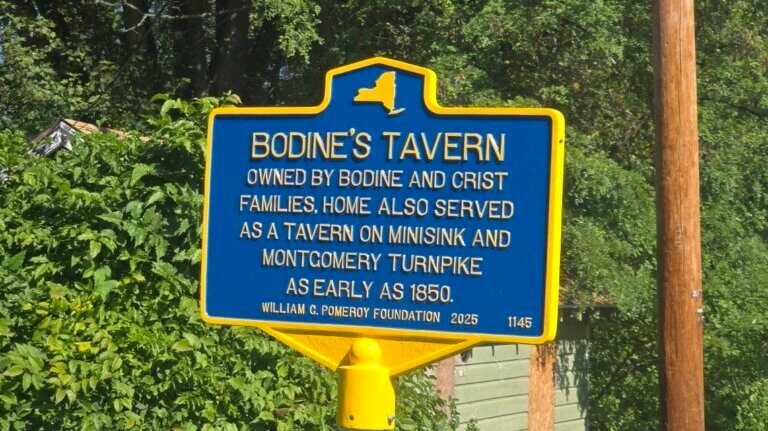 BODINE'S TAVERN
OWNED BY BODINE AND CRIST
FAMILIES, HOME ALSO SERVED
AS A TAVERN ON MINISINK AND
MONTGOMERY TURNPIKE
AS EARLY AS 1850.
WILLIAM G. POMEROY FOUNDATION 2025 1145